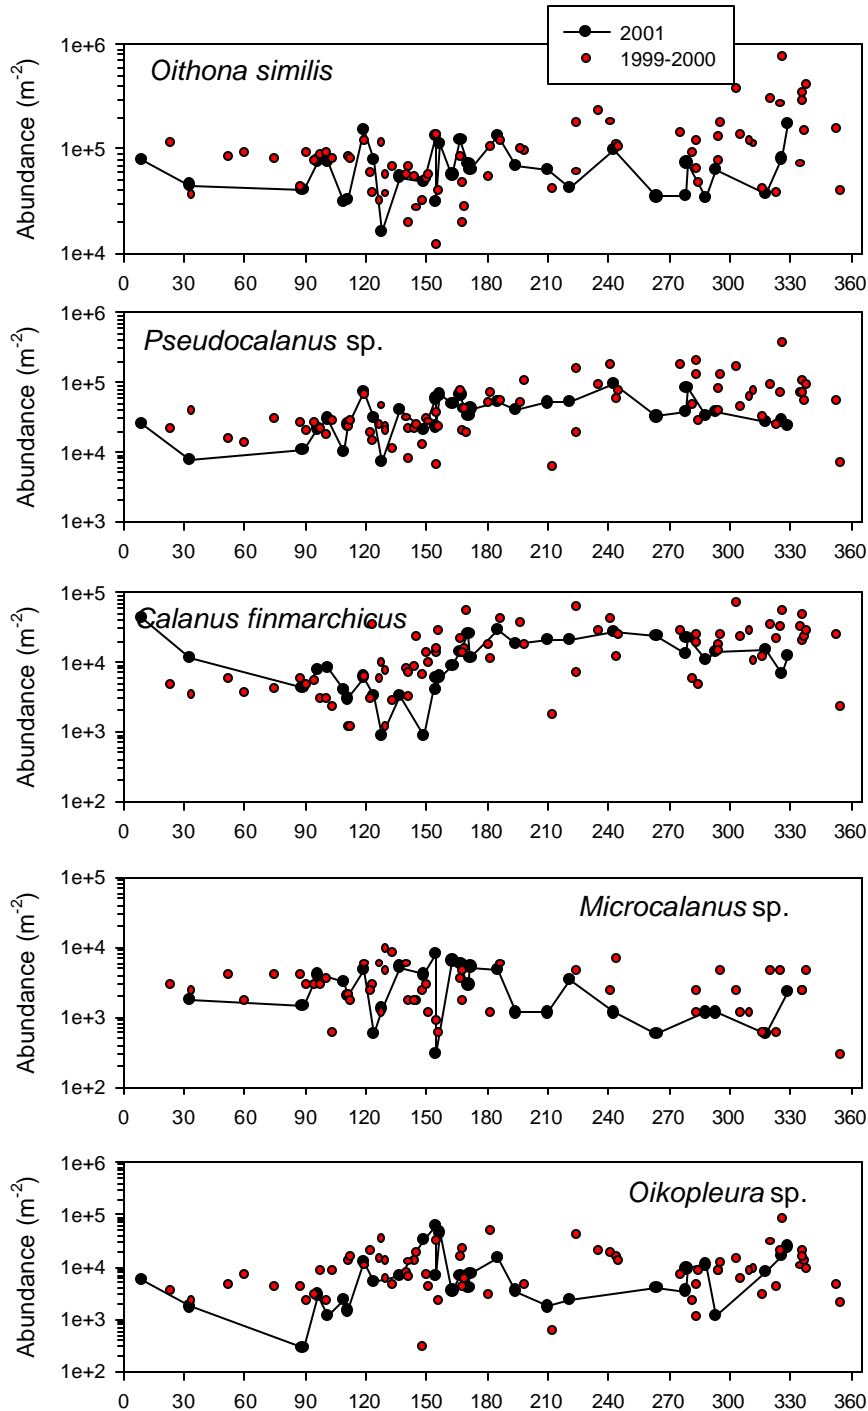 2001
1999-2000
Abundance (m-2)
1e+6
1e+5
1e+4
Oithona similis
0 30 60 90 120 150 180 210 240 270 300 330 360
Abundance (m-2)
1e+6
1e+5
1e+4
1e+3
Pseudocalanus sp.
0 30 60 90 120 150 180 210 240 270 300 330 360
Abundance (m-2)
1e+5
1e+4
1e+3
1e+2
Calanus finmarchicus
0 30 60 90 120 150 180 210 240 270 300 330 360
Abundance (m-2)
1e+5
1e+4
1e+3
1e+2
Microcalanus sp.
0 30 60 90 120 150 180 210 240 270 300 330 360
Abundance (m-2)
1e+6
1e+5
1e+4
1e+3
1e+2
Oikopleura sp.
0 30 60 90 120 150 180 210 240 270 300 330 360